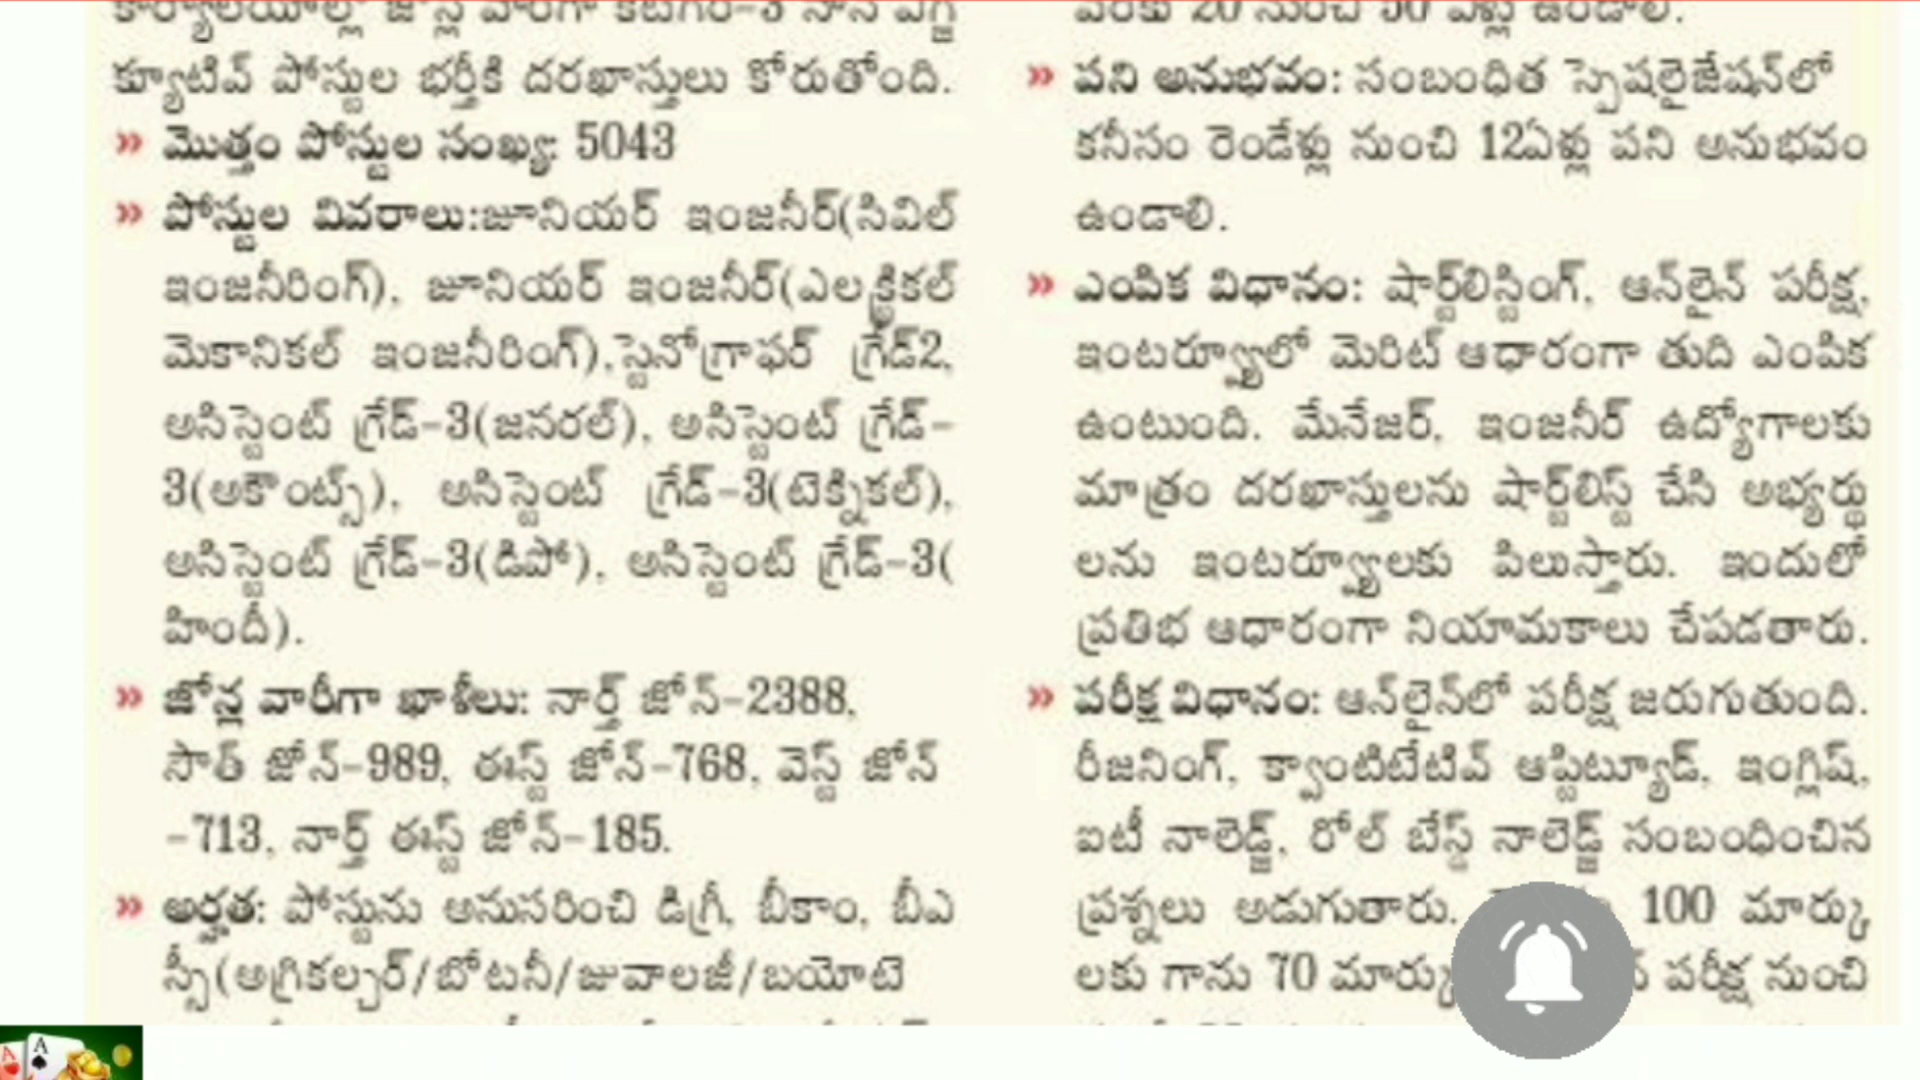 క్యూటివ్ పోస్టుల భర్తీకి దరఖాస్తులు కోరుతోంది.
» మొత్తం పోస్టుల సంఖ్య: 5043
» పోస్టుల వివరాలు:జూనియర్ ఇంజనీర్(సివిల్
ఇంజనీరింగ్), జూనియర్ ఇంజనీర్(ఎలక్ట్రికల్
మెకానికల్ ఇంజనీరింగ్),స్టెనోగ్రాఫర్ గ్రేడ్2,
అసిస్టెంట్ గ్రేడ్-3(జనరల్), అసిస్టెంట్ గ్రేడ్-
3(అకౌంట్స్), అసిస్టెంట్ గ్రేడ్-3(టెక్నికల్),
అసిస్టెంట్ గ్రేడ్-3(డిపో), అసిస్టెంట్ గ్రేడ్-3(
హిందీ).
» జోన్ల వారీగా ఖాళీలు: నార్త్ జోన్-2388,
సౌత్ జోన్-989, ఈస్ట్ జోన్-768, వెస్ట్ జోన్
-713, నార్త్ ఈస్ట్ జోన్-185.
» అర్హత: పోస్టును అనుసరించి డిగ్రీ, బీకాం, బీఎ
స్సీ(అగ్రికల్చర్/బోటనీ/జువాలజీ/బయోటె
వరకు 20 నుంచి 50 ఏళ్లు ఉండాలి.
» పని అనుభవం: సంబంధిత స్పెషలైజేషన్‌లో
కనీసం రెండేళ్లు నుంచి 12ఏళ్లు పని అనుభవం
ఉండాలి.
» ఎంపిక విధానం: షార్ట్‌లిస్టింగ్, ఆన్‌లైన్ పరీక్ష,
ఇంటర్వ్యూలో మెరిట్ ఆధారంగా తుది ఎంపిక
ఉంటుంది. మేనేజర్, ఇంజనీర్ ఉద్యోగాలకు
మాత్రం దరఖాస్తులను షార్ట్‌లిస్ట్ చేసి అభ్యర్థు
లను ఇంటర్వ్యూలకు పిలుస్తారు. ఇందులో
ప్రతిభ ఆధారంగా నియామకాలు చేపడతారు.
» పరీక్ష విధానం: ఆన్‌లైన్‌లో పరీక్ష జరుగుతుంది.
రీజనింగ్, క్వాంటిటేటివ్ ఆప్టిట్యూడ్, ఇంగ్లిష్,
ఐటీ నాలెడ్జ్, రోల్ బేస్డ్ నాలెడ్జ్ సంబంధించిన
ప్రశ్నలు అడుగుతారు. 100 మార్కు
లకు గాను 70 మార్కు పరీక్ష నుంచి